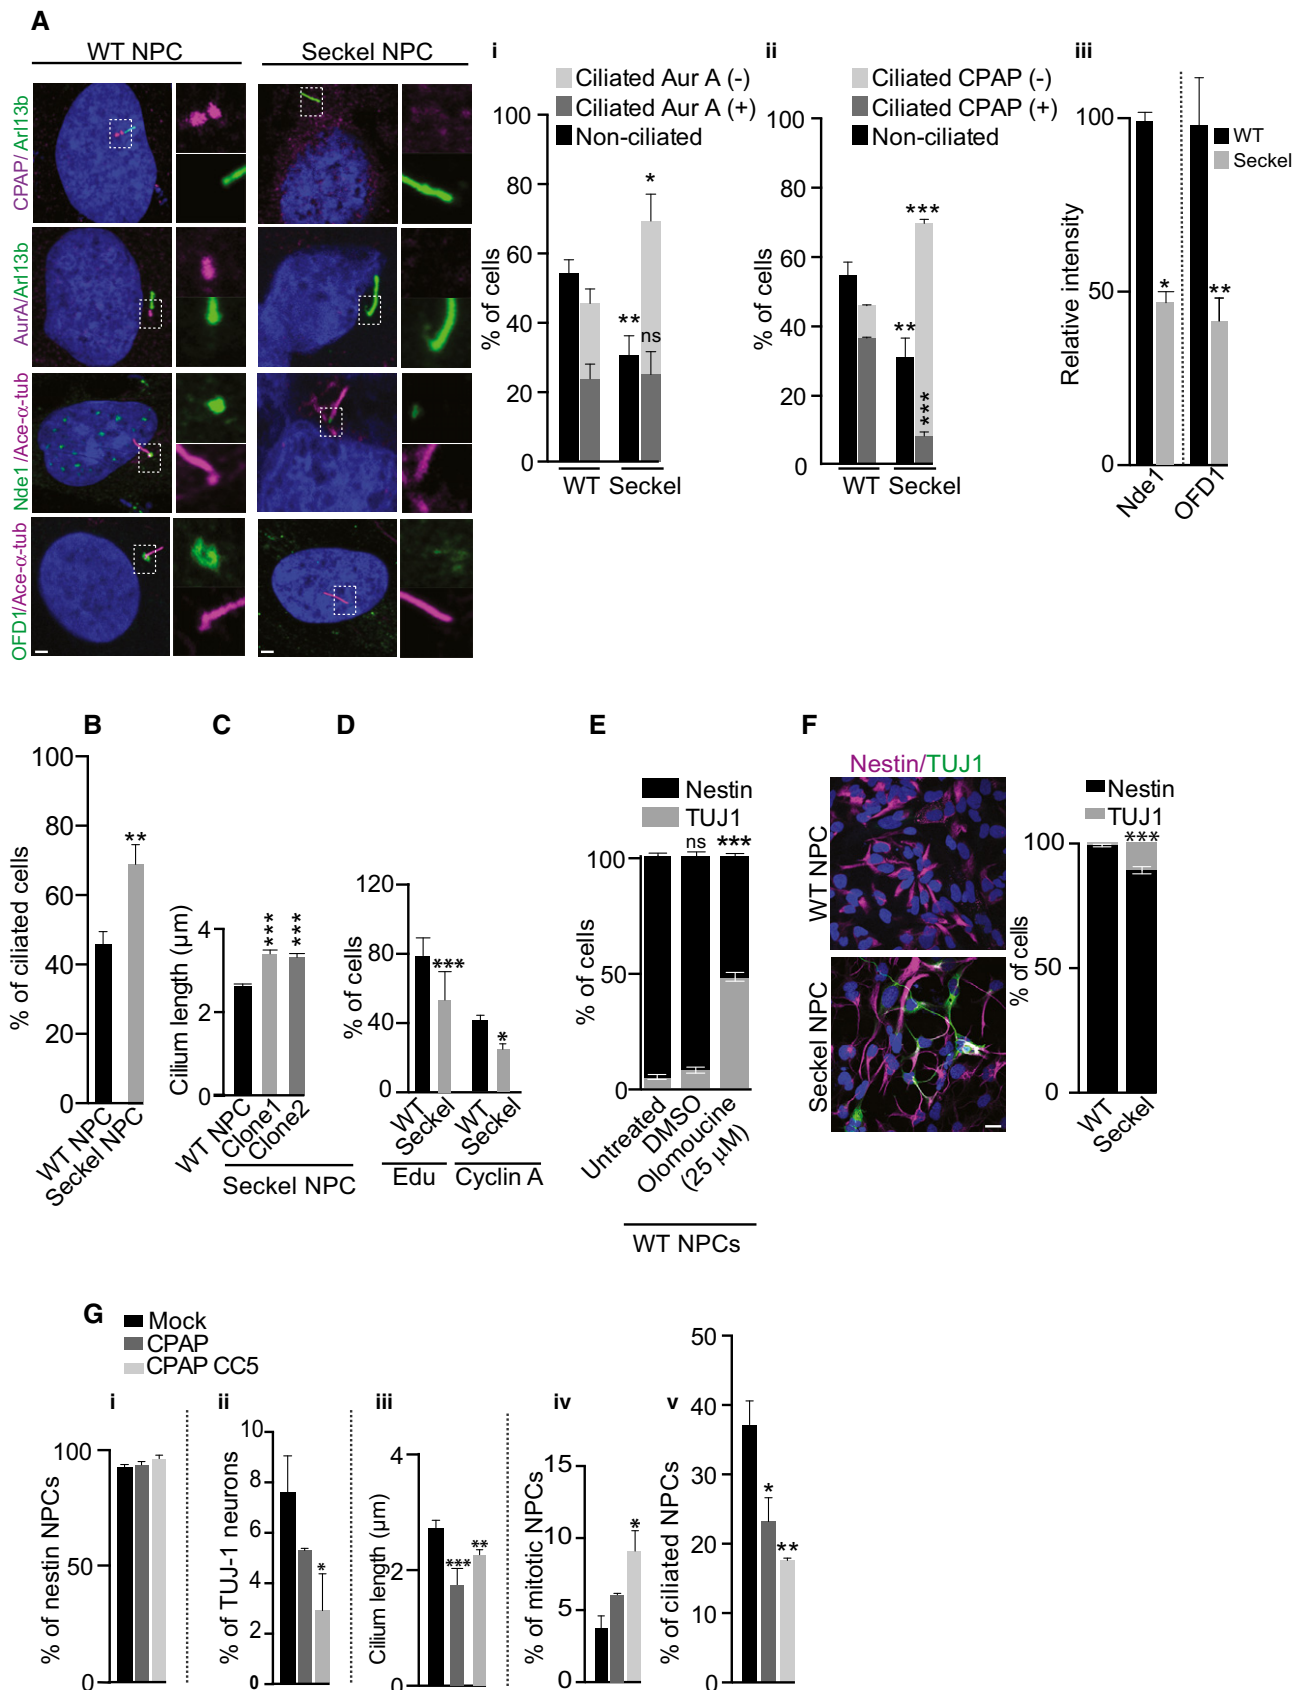 A
WT NPC
Seckel NPC
CPAP/ Arl13b
AurA/Arl13b
Nde1 /Ace-α-tub
OFD1/Ace-α-tub
i
Ciliated Aur A (-)
Ciliated Aur A (+)
Non-ciliated
% of cells
100
80
60
40
20
0
*
**
ns
WT Seckel
ii
Ciliated CPAP (-)
Ciliated CPAP (+)
Non-ciliated
% of cells
100
80
60
40
20
0
***
**
***
WT Seckel
iii
WT
Seckel
Relative intensity
100
50
0
*
**
Nde1
OFD1
B
% of ciliated cells
100
80
60
40
20
0
**
WT NPC
Seckel NPC
C
Cilium length (µm)
4
2
0
***
***
WT NPC
Clone1
Clone2
Seckel NPC
D
% of cells
120
80
40
0
***
*
WT
Seckel
WT
Seckel
Edu
Cyclin A
E
Nestin
TUJ1
% of cells
100
50
0
ns
***
Untreated
DMSO
Olomoucine
(25 µM)
WT NPCs
F
Nestin/TUJ1
WT NPC
Seckel NPC
Nestin
TUJ1
% of cells
100
50
0
***
WT
Seckel
G
Mock
CPAP
CPAP CC5
i
% of nestin NPCs
100
50
0
ii
% of TUJ-1 neurons
10
8
6
4
2
0
*
iii
Cilium length (µm)
4
2
0
***
**
iv
% of mitotic NPCs
15
10
5
0
*
v
% of ciliated NPCs
50
40
30
20
10
0
*
**